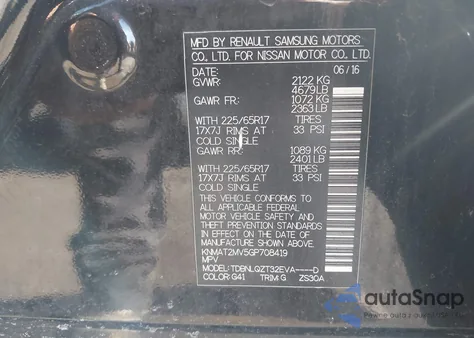 MFD BY RENAULT SAMSUNG MOTORS
CO., LTD. FOR NISSAN MOTOR CO., LTD.
DATE: 06/16
GVWR: 2122 KG
4679LB
GAWR FR: 1072 KG
2363LB
WITH 225/65R17 TIRES
17X7J RIMS AT 33 PSI
COLD SINGLE
GAWR RR: 1089 KG
2401LB
WITH 225/65R17 TIRES
17X7J RIMS AT 33 PSI
COLD SINGLE
THIS VEHICLE CONFORMS TO
ALL APPLICABLE FEDERAL
MOTOR VEHICLE SAFETY AND
THEFT PREVENTION STANDARDS
IN EFFECT ON THE DATE OF
MANUFACTURE SHOWN ABOVE.
KNMAT2MV5GP708419
MPV
MODEL:TDBNLQZT32EVA----D
COLOR:G41 TRIM:G ZS30A
autoSnap